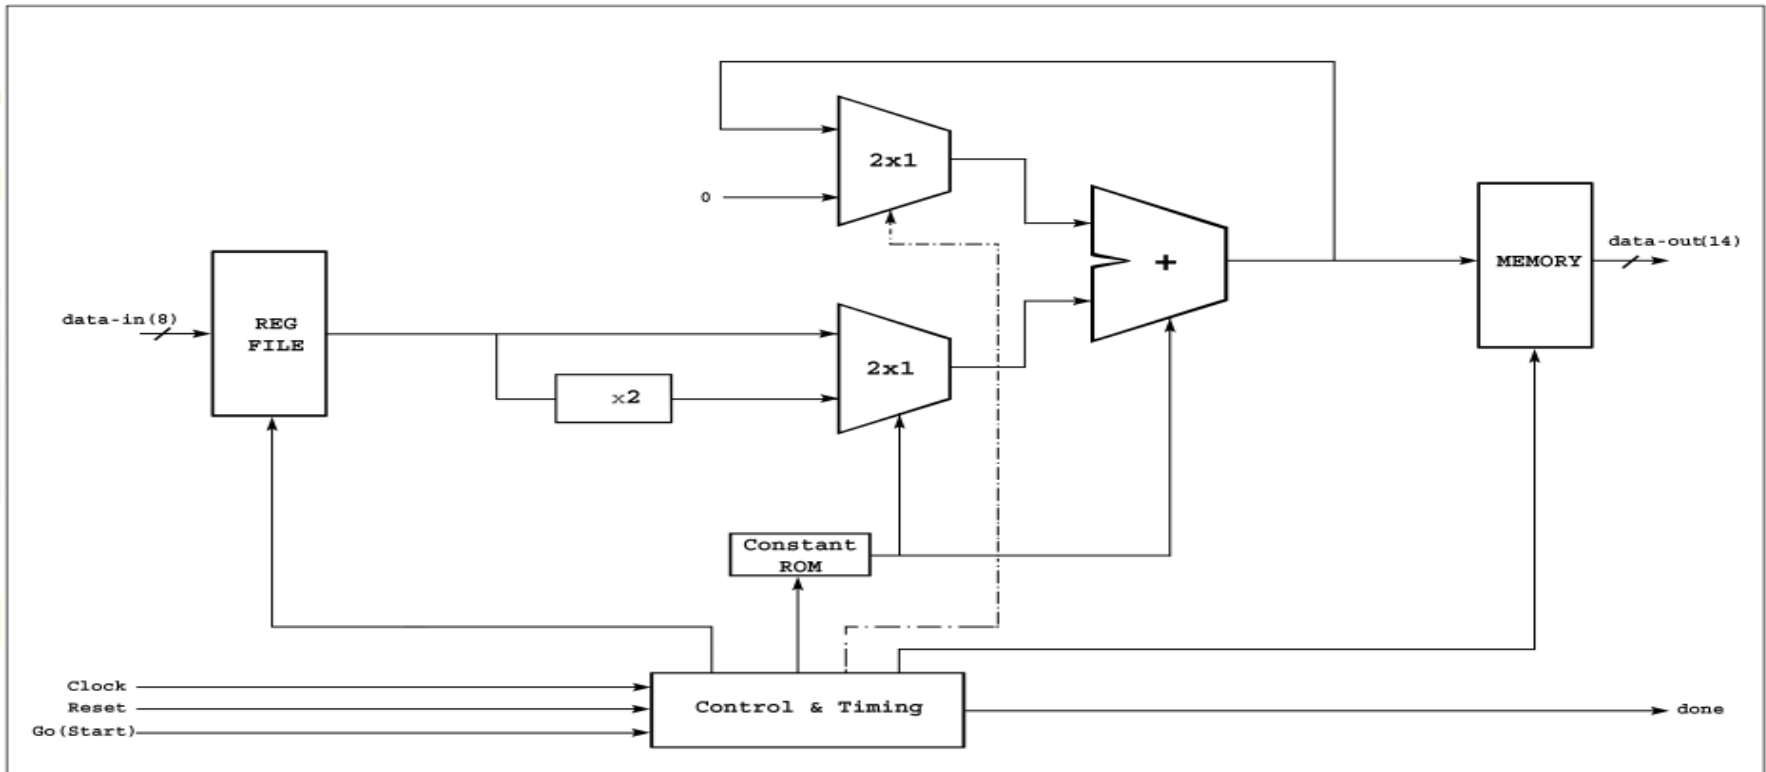 2x1
0
+
data-out(14)
MEMORY
data-in(8)
REG
FILE
2x1
x2
Constant
ROM
Clock
Reset
Go(Start)
Control & Timing
done